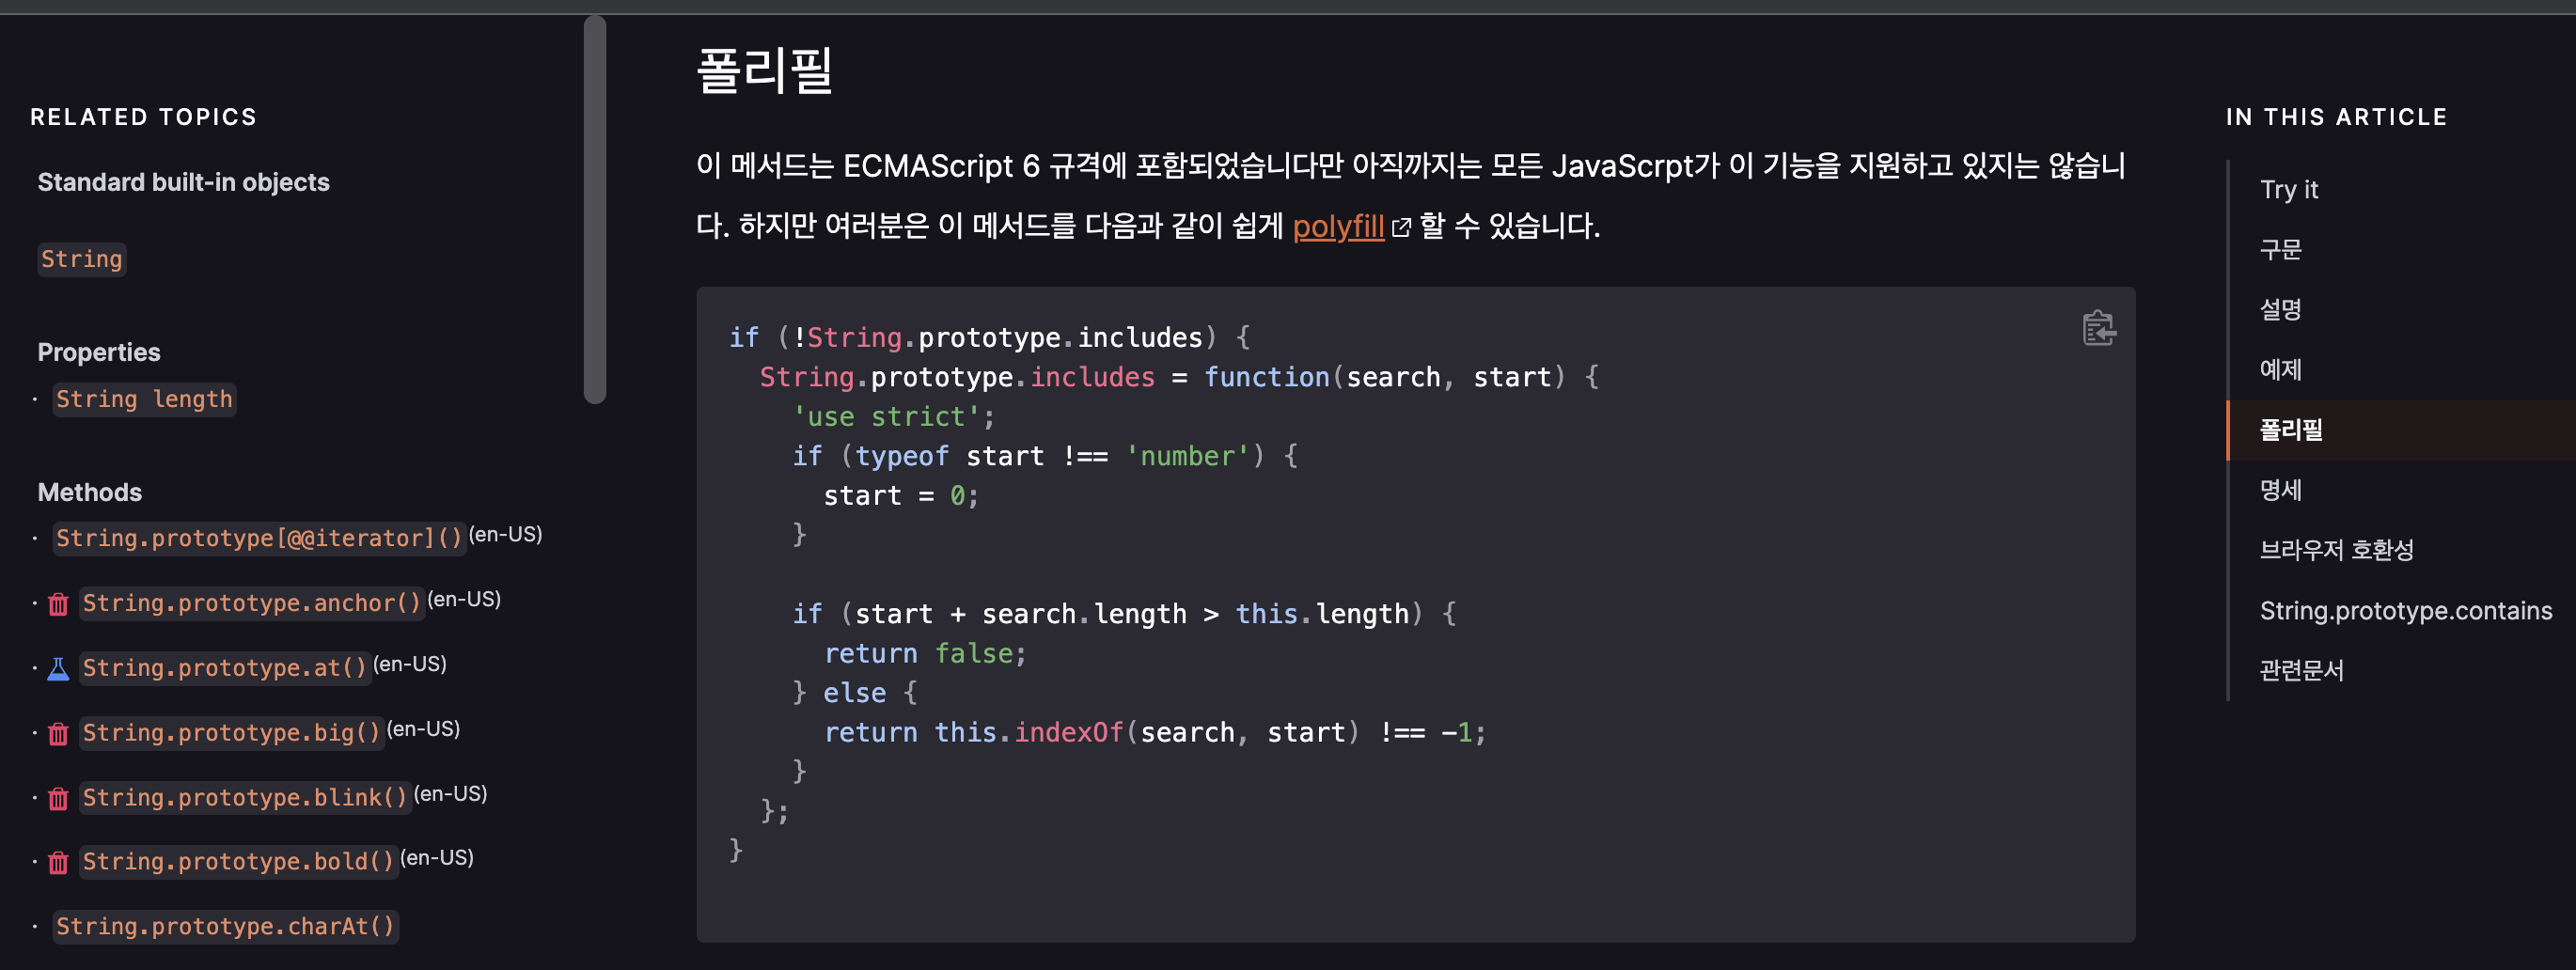 RELATED TOPICS
Standard built-in objects
String
Properties
· String length
Methods
· String.prototype[@@iterator]() (en-US)
· String.prototype.anchor() (en-US)
· String.prototype.at() (en-US)
· String.prototype.big() (en-US)
· String.prototype.blink() (en-US)
· String.prototype.bold() (en-US)
· String.prototype.charAt()
폴리필
이 메서드는 ECMAScript 6 규격에 포함되었습니다만 아직까지는 모든 JavaScrpt가 이 기능을 지원하고 있지는 않습니
다. 하지만 여러분은 이 메서드를 다음과 같이 쉽게 polyfill 할 수 있습니다.
if (!String.prototype.includes) {
  String.prototype.includes = function(search, start) {
    'use strict';
    if (typeof start !== 'number') {
      start = 0;
    }

    if (start + search.length > this.length) {
      return false;
    } else {
      return this.indexOf(search, start) !== -1;
    }
  };
}
IN THIS ARTICLE
Try it
구문
설명
예제
폴리필
명세
브라우저 호환성
String.prototype.contains
관련문서